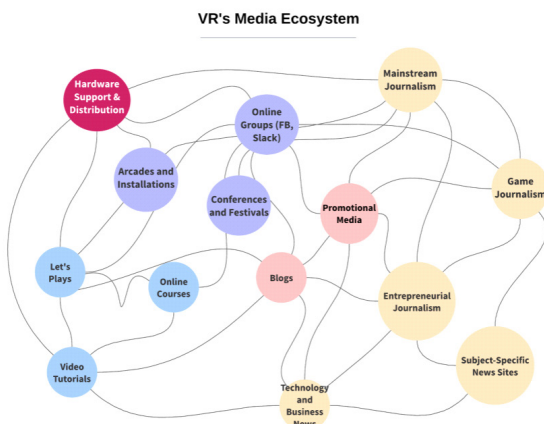 VR's Media Ecosystem
Hardware
Support &
Distribution
Mainstream
Journalism
Online
Groups (FB,
Slack)
Arcades and
Installations
Conferences
and Festivals
Promotional
Media
Game
Journalism
Let's
Plays
Online
Courses
Blogs
Entrepreneurial
Journalism
Video
Tutorials
Subject-Specific
News Sites
Technology
and
Business
News